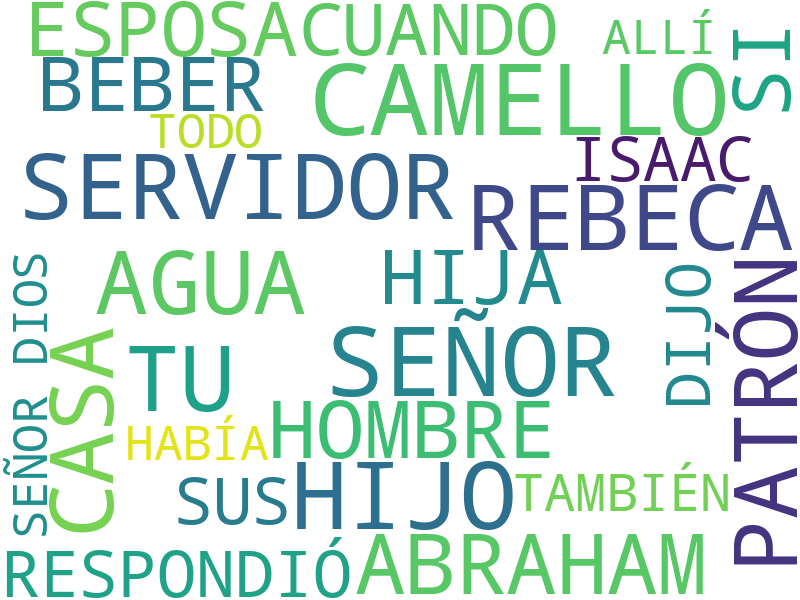 ESPOSA CUANDO ALLÍ
SI
BEBER
CAMELLO
TODO
ISAAC
SERVIDOR
REBECA
AGUA
HIJA
DIJO
PATRÓN
SEÑOR DIOS
CASA
TU
SEÑOR
HABÍA
HOMBRE
SUS
HIJO
TAMBIÉN
RESPONDIÓ
ABRAHAM